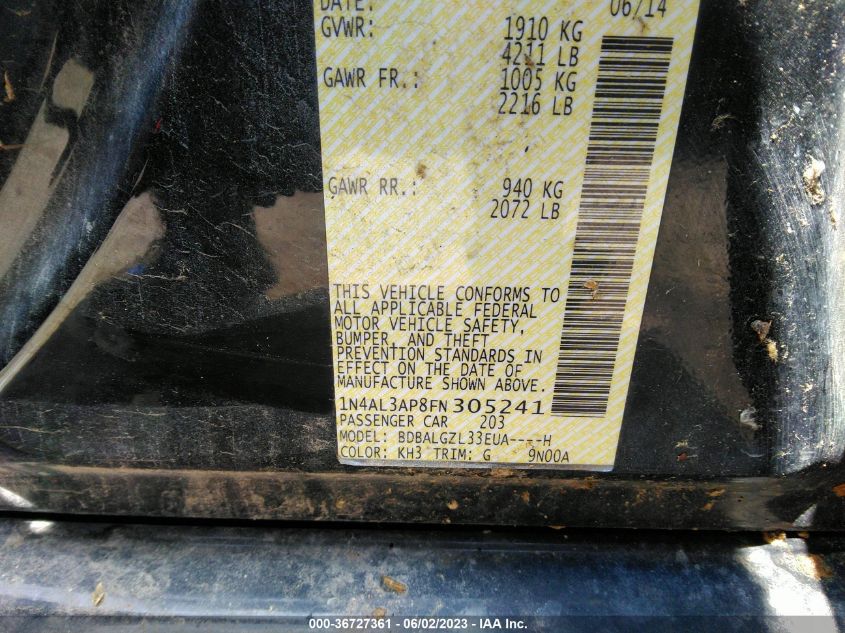 DATE: 06/14
GVWR: 1910 KG
4211 LB
GAWR FR.: 1005 KG
2216 LB
GAWR RR.: 940 KG
2072 LB
THIS VEHICLE CONFORMS TO
ALL APPLICABLE FEDERAL
MOTOR VEHICLE SAFETY,
BUMPER, AND THEFT
PREVENTION STANDARDS IN
EFFECT ON THE DATE OF
MANUFACTURE SHOWN ABOVE.
1N4AL3AP8FN305241
PASSENGER CAR 203
MODEL: BDBALGZL33EUA----H
COLOR: KH3 TRIM: G 9N00A
000-36727361 - 06/02/2023 - IAA Inc.